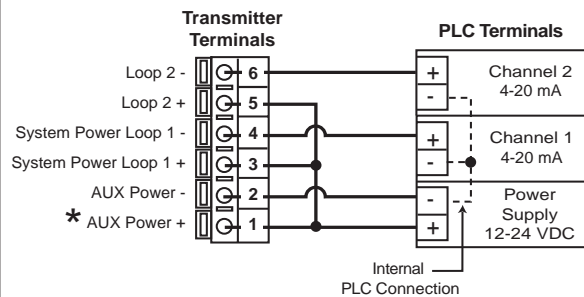 Transmitter
Terminals
PLC Terminals
Loop 2 -
6
+
Channel 2
4-20 mA
-
Loop 2 +
5
System Power Loop 1 -
4
+
Channel 1
4-20 mA
-
System Power Loop 1 +
3
AUX Power -
2
-
Power
Supply
12-24 VDC
* AUX Power +
1
+
Internal
PLC Connection